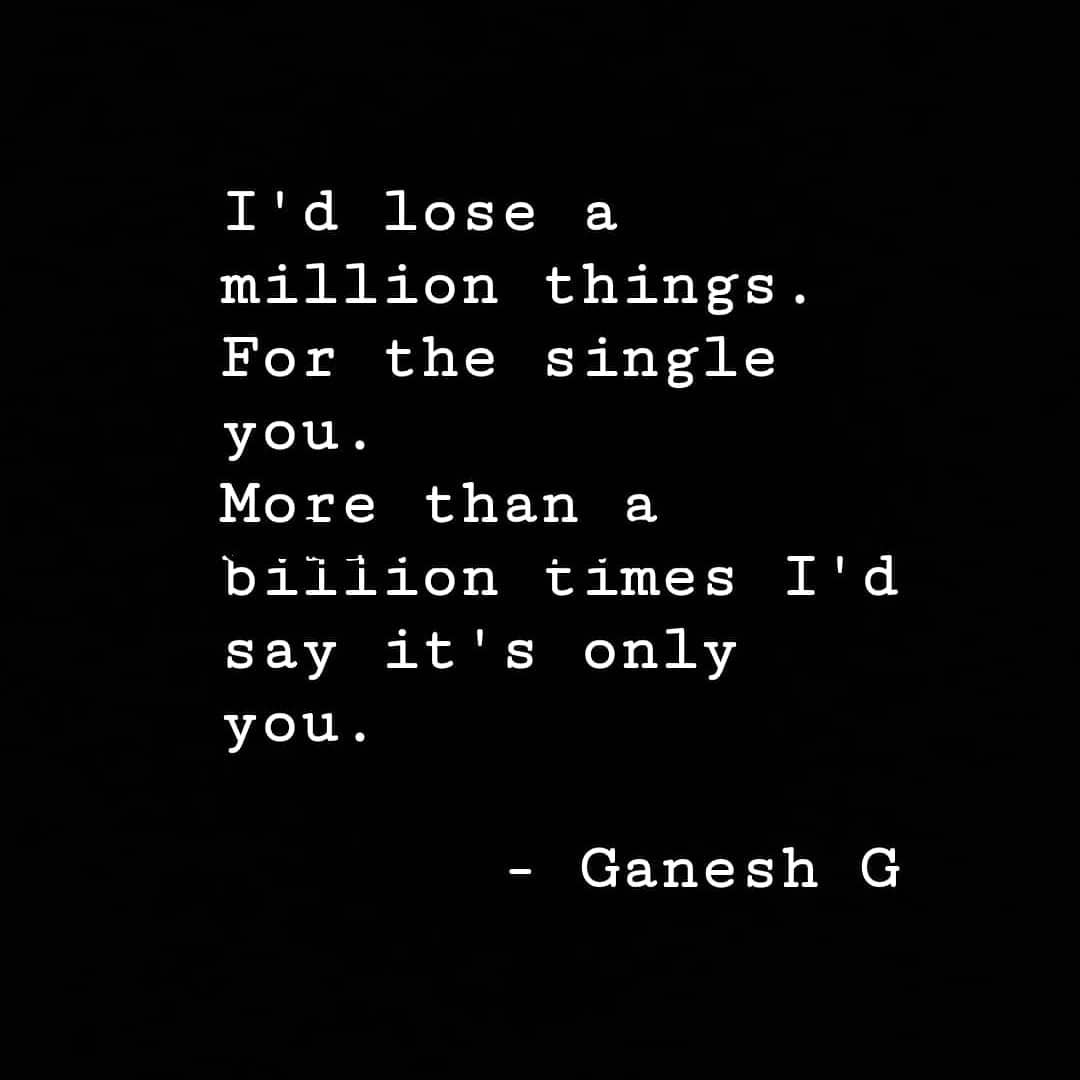 I'd lose a
million things.
For the single
you.
More than a
billion times I'd
say it's only
you.
- Ganesh G